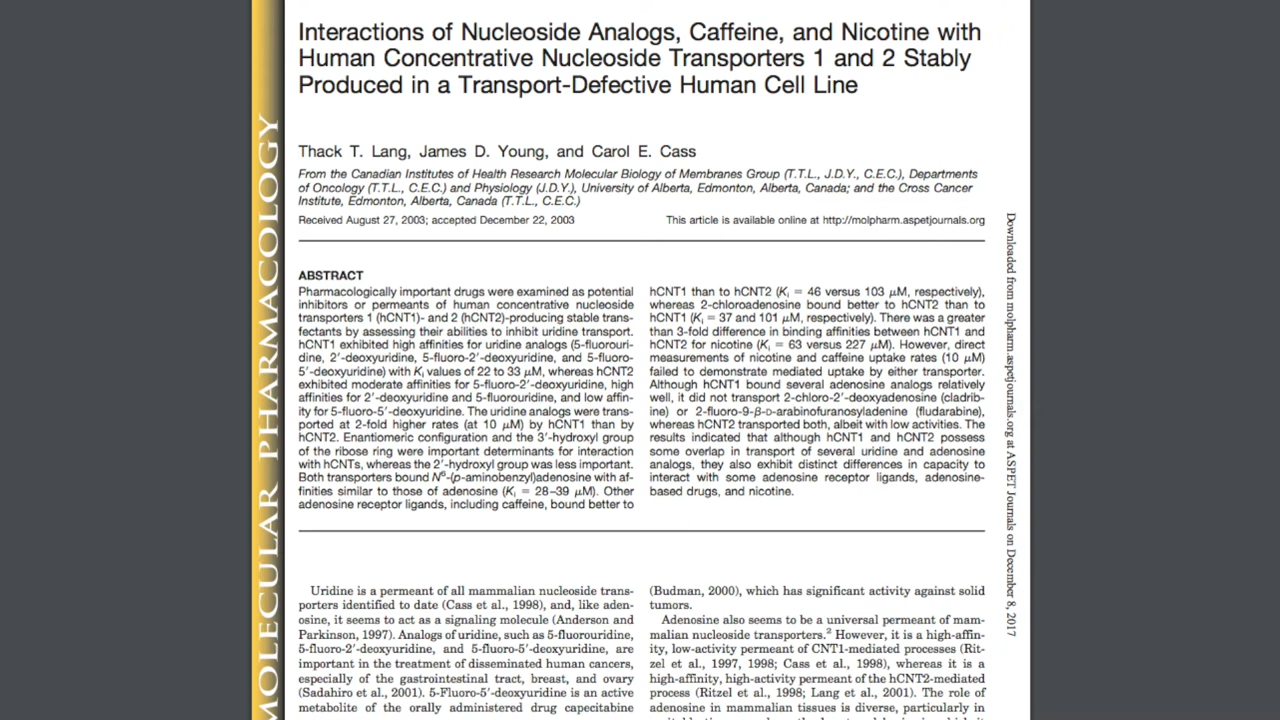 Interactions of Nucleoside Analogs, Caffeine, and Nicotine with
Human Concentrative Nucleoside Transporters 1 and 2 Stably
Produced in a Transport-Defective Human Cell Line
Thack T. Lang, James D. Young, and Carol E. Cass
From the Canadian Institutes of Health Research Molecular Biology of Membranes Group (T.T.L., J.D.Y., C.E.C.), Departments
of Oncology (T.T.L., C.E.C.) and Physiology (J.D.Y.), University of Alberta, Edmonton, Alberta, Canada; and the Cross Cancer
Institute, Edmonton, Alberta, Canada (T.T.L., C.E.C.)
Received August 27, 2003; accepted December 22, 2003
This article is available online at http://molpharm.aspetjournals.org
ABSTRACT
Pharmacologically important drugs were examined as potential
inhibitors or permeants of human concentrative nucleoside
transporters 1 (hCNT1)- and 2 (hCNT2)-producing stable trans-
fectants by assessing their abilities to inhibit uridine transport.
hCNT1 exhibited high affinities for uridine analogs (5-fluorouri-
dine, 2′-deoxyuridine, 5-fluoro-2′-deoxyuridine, and 5-fluoro-
5′-deoxyuridine) with Ki values of 22 to 33 μM, whereas hCNT2
exhibited moderate affinities for 5-fluoro-2′-deoxyuridine, high
affinities for 2′-deoxyuridine and 5-fluorouridine, and low affin-
ity for 5-fluoro-5′-deoxyuridine. The uridine analogs were trans-
ported at 2-fold higher rates (at 10 μM) by hCNT1 than by
hCNT2. Enantiomeric configuration and the 3′-hydroxyl group
of the ribose ring were important determinants for interaction
with hCNTs, whereas the 2′-hydroxyl group was less important.
Both transporters bound N⁶-(p-aminobenzyl)adenosine with af-
finities similar to those of adenosine (Ki = 28–39 μM). Other
adenosine receptor ligands, including caffeine, bound better to
hCNT1 than to hCNT2 (Ki = 46 versus 103 μM, respectively),
whereas 2-chloroadenosine bound better to hCNT2 than to
hCNT1 (Ki = 37 and 101 μM, respectively). There was a greater
than 3-fold difference in binding affinities between hCNT1 and
hCNT2 for nicotine (Ki = 63 versus 227 μM). However, direct
measurements of nicotine and caffeine uptake rates (10 μM)
failed to demonstrate mediated uptake by either transporter.
Although hCNT1 bound several adenosine analogs relatively
well, it did not transport 2-chloro-2′-deoxyadenosine (cladrib-
ine) or 2-fluoro-9-β-D-arabinofuranosyladenine (fludarabine),
whereas hCNT2 transported both, albeit with low activities. The
results indicated that although hCNT1 and hCNT2 possess
some overlap in transport of several uridine and adenosine
analogs, they also exhibit distinct differences in capacity to
interact with some adenosine receptor ligands, adenosine-
based drugs, and nicotine.
Uridine is a permeant of all mammalian nucleoside trans-
porters identified to date (Cass et al., 1998), and, like aden-
osine, it seems to act as a signaling molecule (Anderson and
Parkinson, 1997). Analogs of uridine, such as 5-fluorouridine,
5-fluoro-2′-deoxyuridine, and 5-fluoro-5′-deoxyuridine, are
important in the treatment of disseminated human cancers,
especially of the gastrointestinal tract, breast, and ovary
(Sadahiro et al., 2001). 5-Fluoro-5′-deoxyuridine is an active
metabolite of the orally administered drug capecitabine
(Budman, 2000), which has significant activity against solid
tumors.
Adenosine also seems to be a universal permeant of mam-
malian nucleoside transporters.² However, it is a high-affin-
ity, low-activity permeant of CNT1-mediated processes (Rit-
zel et al., 1997, 1998; Cass et al., 1998), whereas it is a
high-affinity, high-activity permeant of the hCNT2-mediated
process (Ritzel et al., 1998; Lang et al., 2001). The role of
adenosine in mammalian tissues is diverse, particularly in
MOLECULAR PHARMACOLOGY
Downloaded from molpharm.aspetjournals.org at ASPET Journals on December 8, 2017